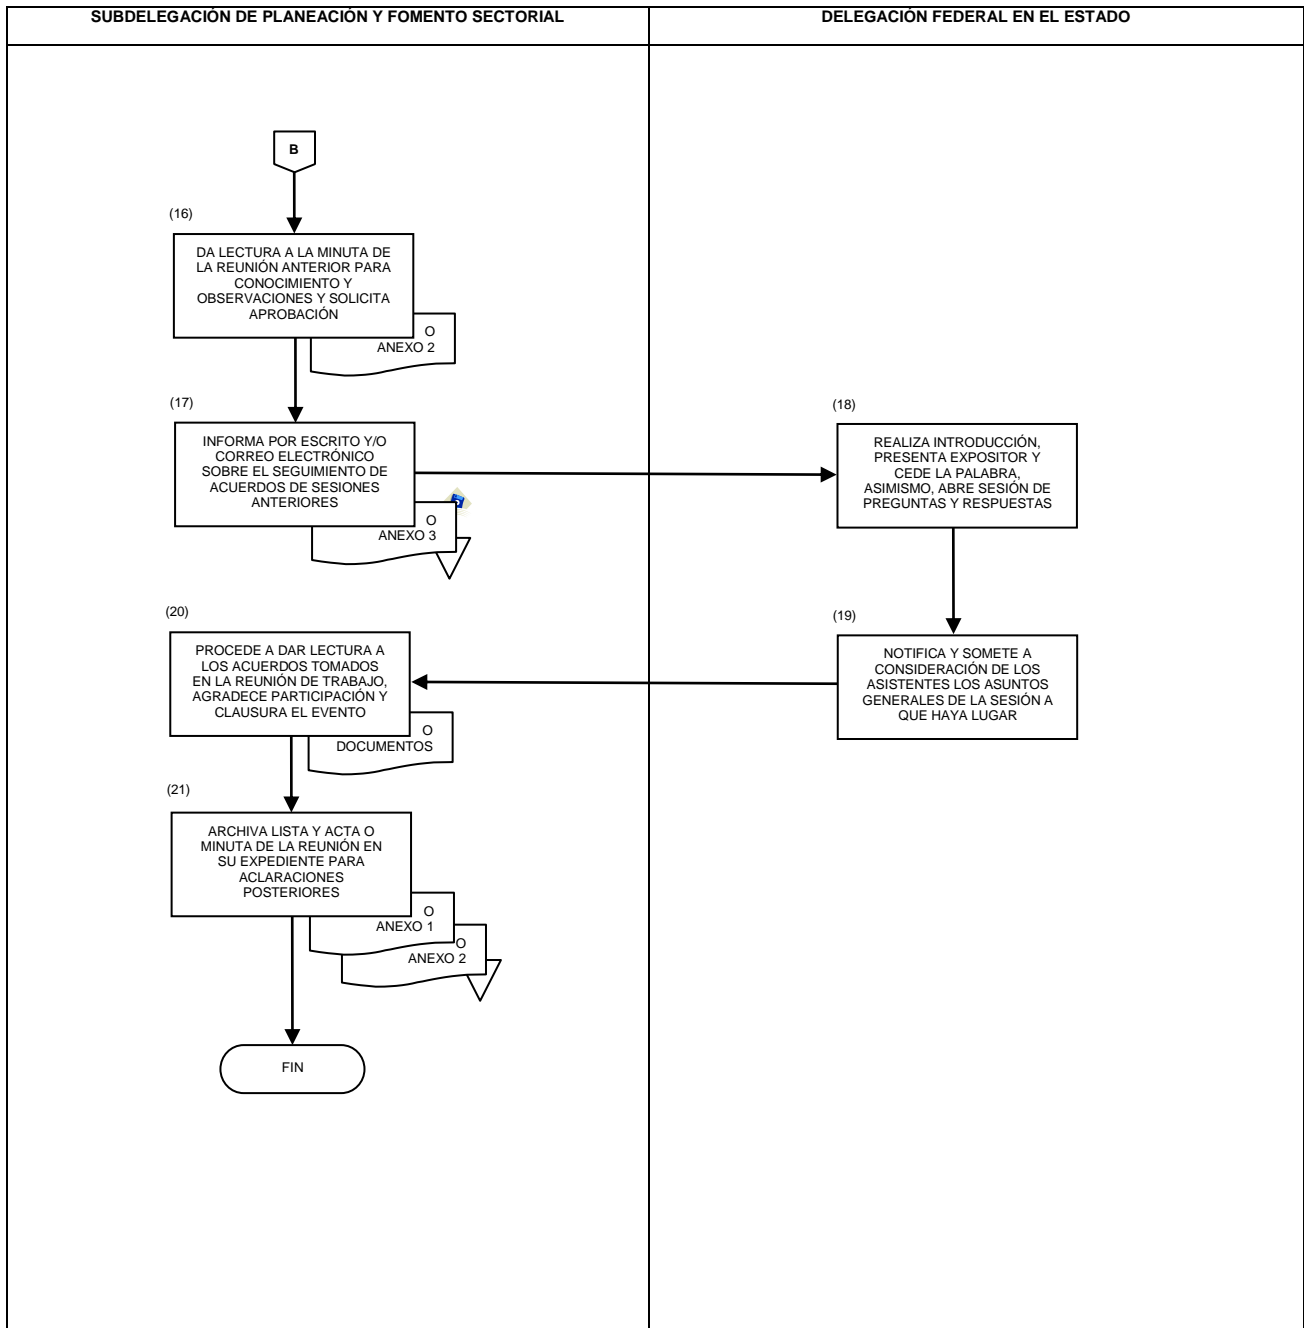 SUBDELEGACIÓN DE PLANEACIÓN Y FOMENTO SECTORIAL
DELEGACIÓN FEDERAL EN EL ESTADO
B
(16)
DA LECTURA A LA MINUTA DE
LA REUNIÓN ANTERIOR PARA
CONOCIMIENTO Y
OBSERVACIONES Y SOLICITA
APROBACIÓN
O
ANEXO 2
(17)
INFORMA POR ESCRITO Y/O
CORREO ELECTRÓNICO
SOBRE EL SEGUIMIENTO DE
ACUERDOS DE SESIONES
ANTERIORES
O
ANEXO 3
(18)
REALIZA INTRODUCCIÓN,
PRESENTA EXPOSITOR Y
CEDE LA PALABRA,
ASIMISMO, ABRE SESIÓN DE
PREGUNTAS Y RESPUESTAS
(19)
NOTIFICA Y SOMETE A
CONSIDERACIÓN DE LOS
ASISTENTES LOS ASUNTOS
GENERALES DE LA SESIÓN A
QUE HAYA LUGAR
(20)
PROCEDE A DAR LECTURA A
LOS ACUERDOS TOMADOS
EN LA REUNIÓN DE TRABAJO,
AGRADECE PARTICIPACIÓN Y
CLAUSURA EL EVENTO
O
DOCUMENTOS
(21)
ARCHIVA LISTA Y ACTA O
MINUTA DE LA REUNIÓN EN
SU EXPEDIENTE PARA
ACLARACIONES
POSTERIORES
O
ANEXO 1
O
ANEXO 2
FIN